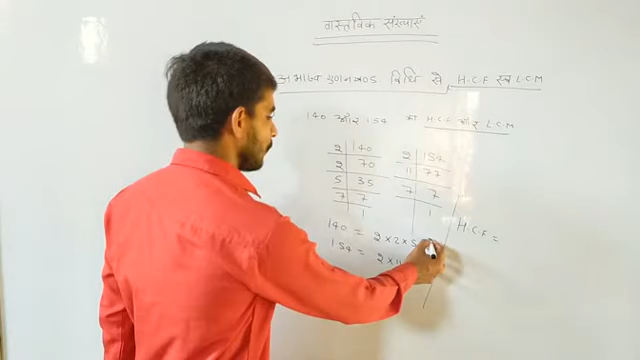 वास्तविक संख्याएँ
अभाज्य गुणनखण्ड विधि से, H.C.F एवं L.C.M
140 और 154 का H.C.F और L.C.M
2 | 140
2 | 70
5 | 35
7 | 7
1
2 | 154
11 | 77
7 | 7
1
140 = 2×2×5
154 = 2×11
H.C.F =